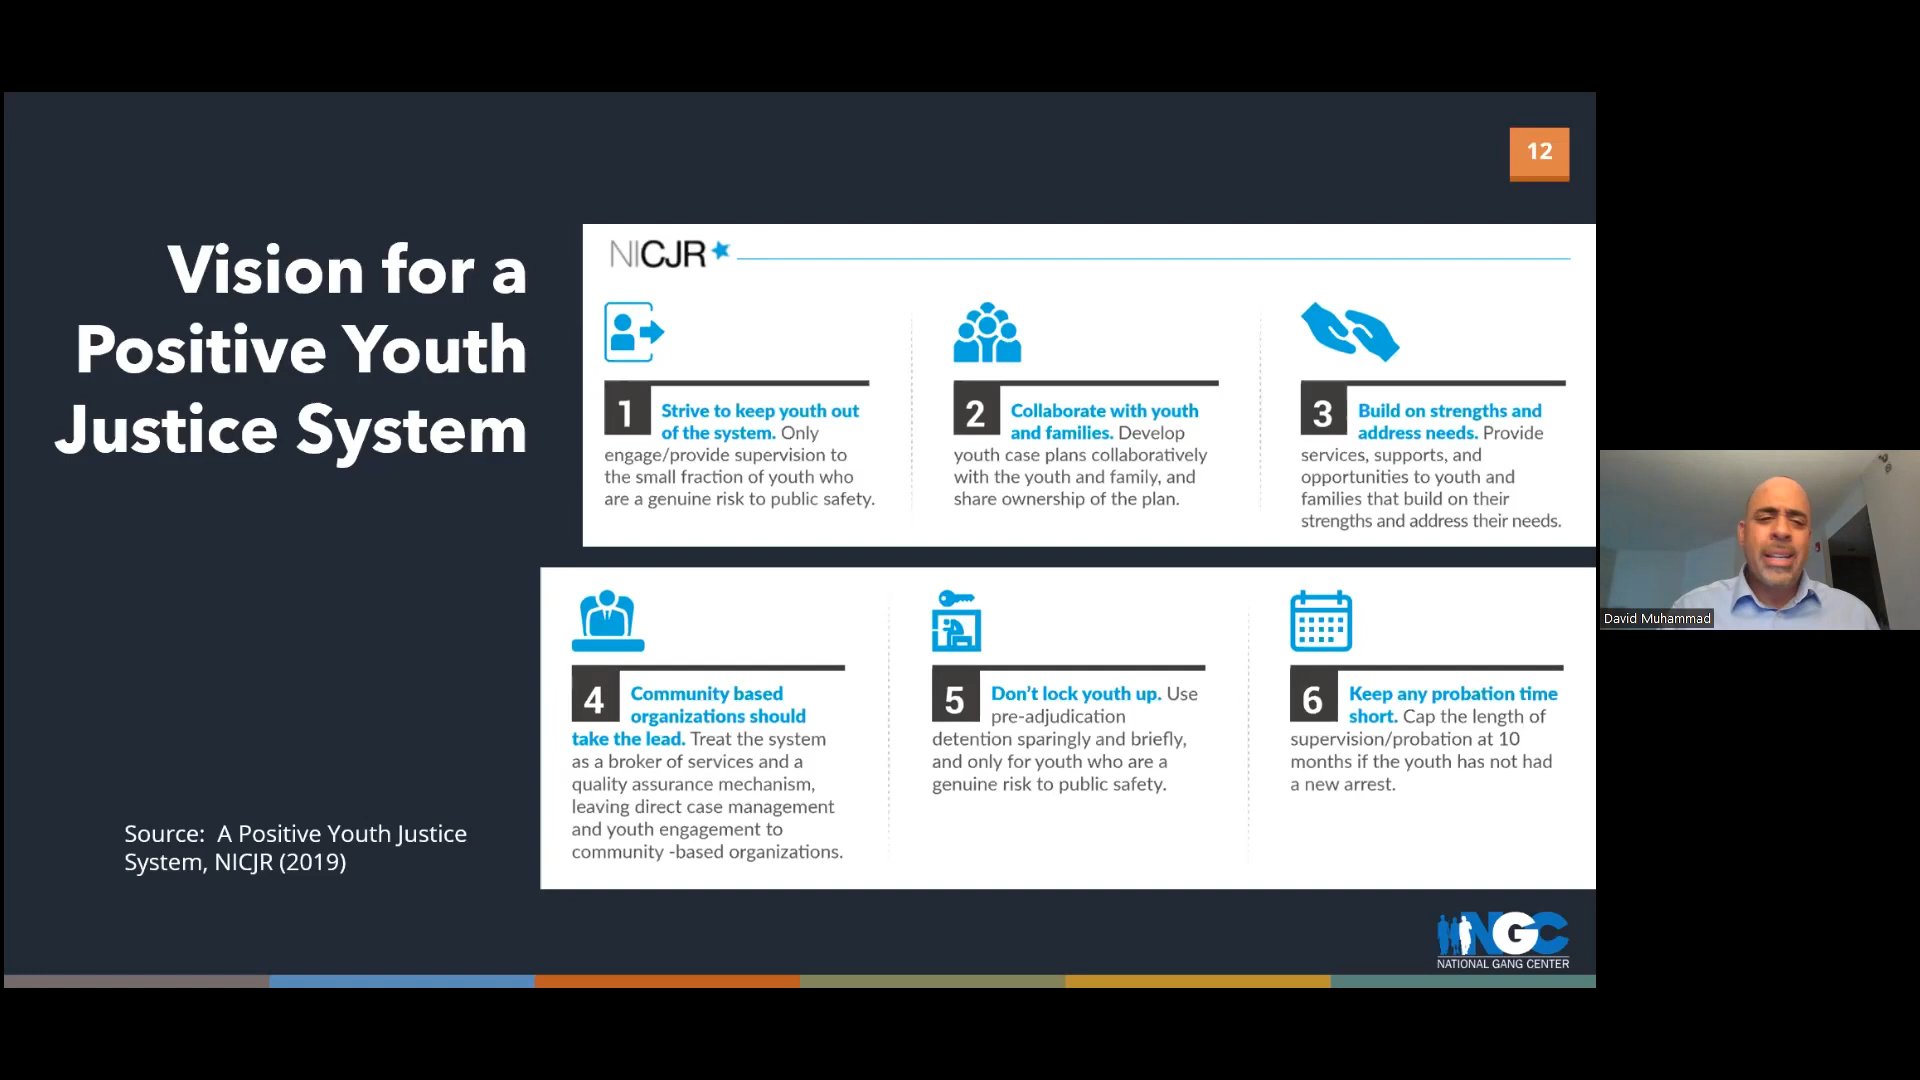 12
Vision for a
Positive Youth
Justice System
NICJR
1 Strive to keep youth out
of the system. Only
engage/provide supervision to
the small fraction of youth who
are a genuine risk to public safety.
2 Collaborate with youth
and families. Develop
youth case plans collaboratively
with the youth and family, and
share ownership of the plan.
3 Build on strengths and
address needs. Provide
services, supports, and
opportunities to youth and
families that build on their
strengths and address their needs.
4 Community based
organizations should
take the lead. Treat the system
as a broker of services and a
quality assurance mechanism,
leaving direct case management
and youth engagement to
community -based organizations.
5 Don't lock youth up. Use
pre-adjudication
detention sparingly and briefly,
and only for youth who are a
genuine risk to public safety.
6 Keep any probation time
short. Cap the length of
supervision/probation at 10
months if the youth has not had
a new arrest.
Source:  A Positive Youth Justice
System, NICJR (2019)
NGC
NATIONAL GANG CENTER
David Muhammad